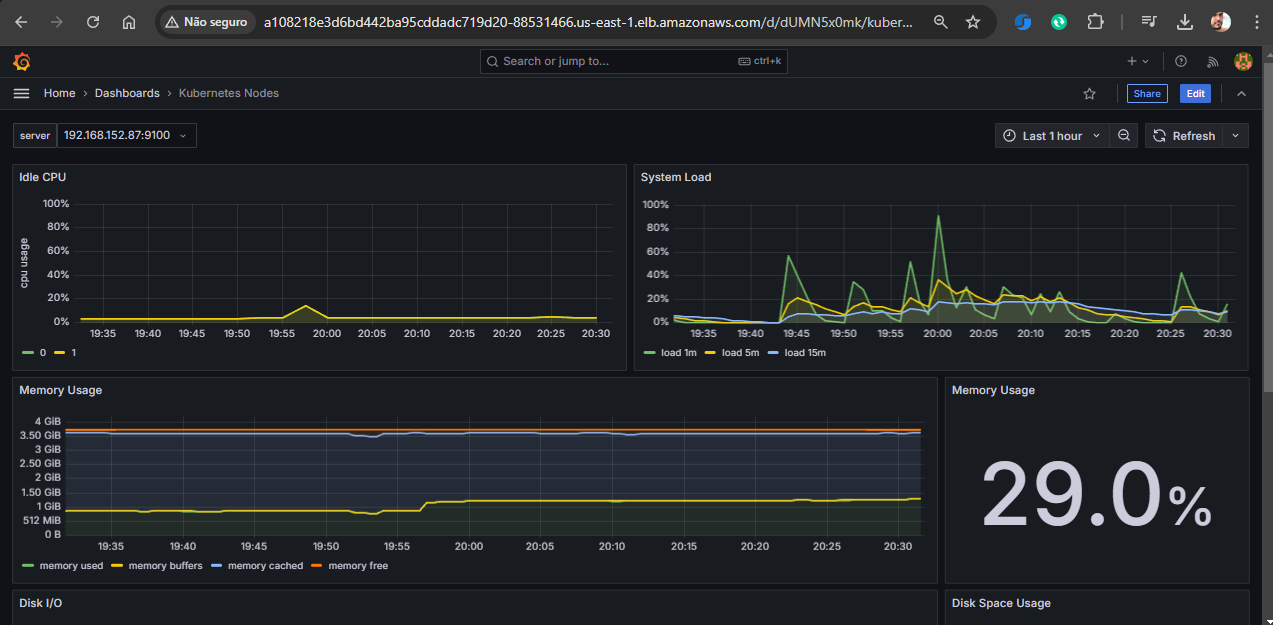 Não seguro
a108218e3d6bd442ba95cddadc719d20-88531466.us-east-1.elb.amazonaws.com/d/dUMN5x0mk/kuber...
Search or jump to...
ctrl+k
Home › Dashboards › Kubernetes Nodes
Share
Edit
server
192.168.152.87:9100
Last 1 hour
Refresh
Idle CPU
cpu usage
100%
80%
60%
40%
20%
0%
19:35 19:40 19:45 19:50 19:55 20:00 20:05 20:10 20:15 20:20 20:25 20:30
0 1
System Load
100%
80%
60%
40%
20%
0%
19:35 19:40 19:45 19:50 19:55 20:00 20:05 20:10 20:15 20:20 20:25 20:30
load 1m load 5m load 15m
Memory Usage
4 GiB
3.50 GiB
3 GiB
2.50 GiB
2 GiB
1.50 GiB
1 GiB
512 MiB
0 B
19:35 19:40 19:45 19:50 19:55 20:00 20:05 20:10 20:15 20:20 20:25 20:30
memory used memory buffers memory cached memory free
Memory Usage
29.0%
Disk I/O
Disk Space Usage